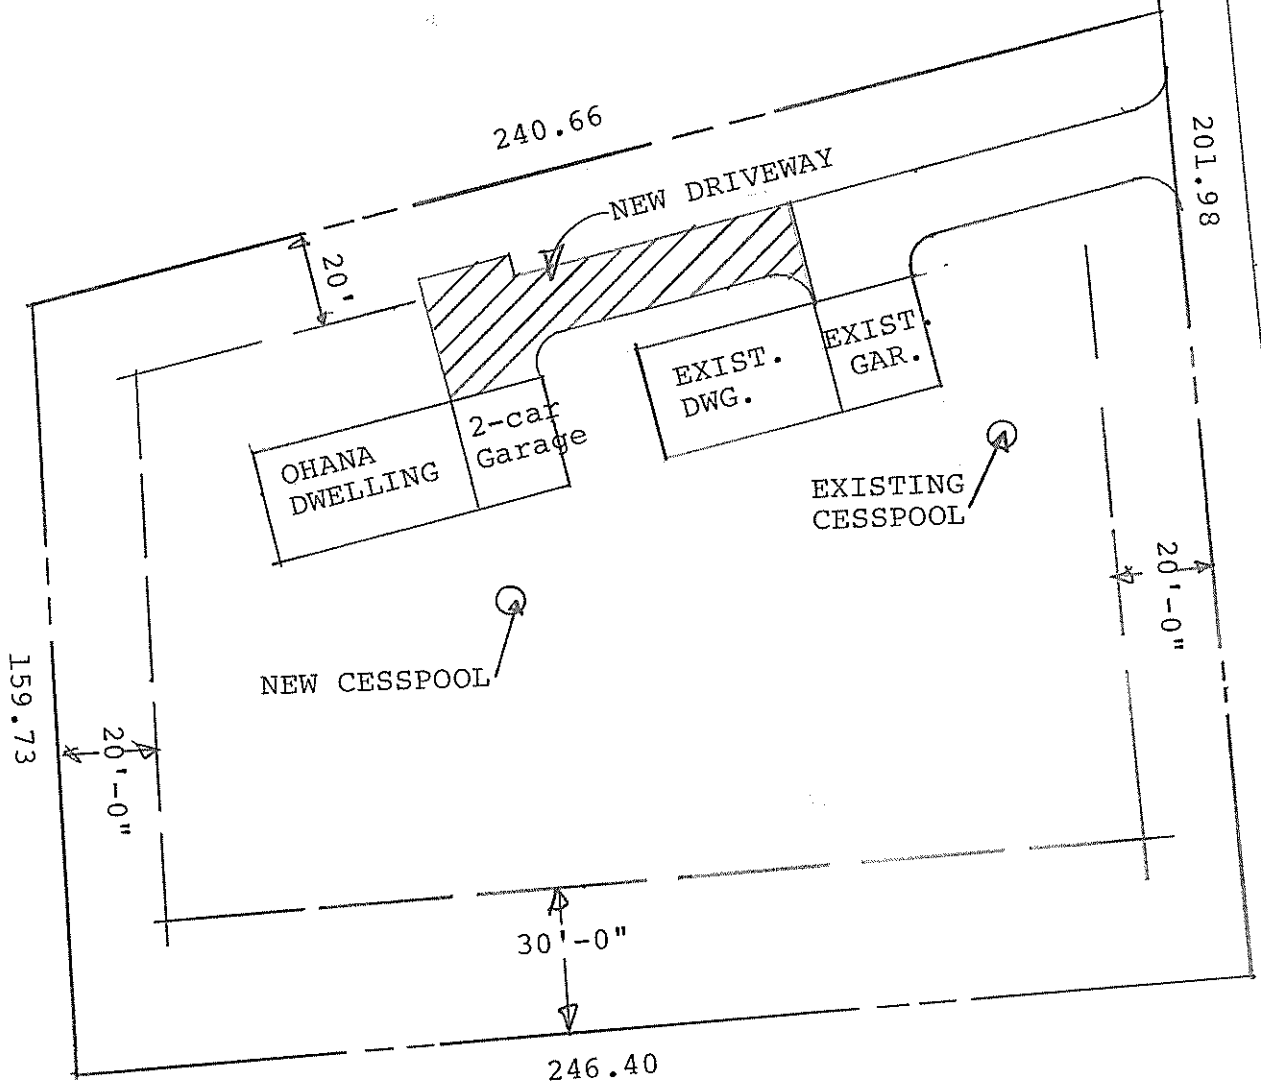 240.66
NEW DRIVEWAY
201.98
20'
EXIST.
GAR.
EXIST.
DWG.
2-car
Garage
OHANA
DWELLING
EXISTING
CESSPOOL
20'-0"
NEW CESSPOOL
159.73
20'-0"
30'-0"
246.40